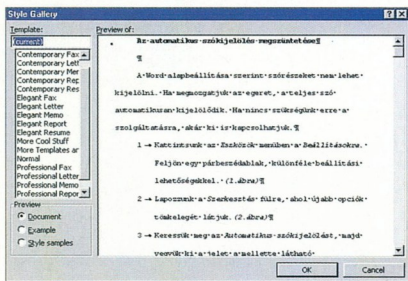 Style Gallery
Template:
(current)
Contemporary Fax
Contemporary Lett
Contemporary Mer
Contemporary Rep
Contemporary Res
Elegant Fax
Elegant Letter
Elegant Memo
Elegant Report
Elegant Resume
More Cool Stuff
More Templates ar
Normal
Professional Fax
Professional Letter
Professional Memo
Professional Repor
Preview
Document
Example
Style samples
Preview of:
Az·automatikus·szókijelölés·megszüntetése¶
¶
A·Word·alapbeállítása·szerint·szórészeket·nem·lehet·
kijelölni.·Ha·megmozgatjuk·az·egeret,·a·teljes·szó·
automatikusan·kijelölődik.·Ha·nincs·szükségünk·erre·a·
szolgáltatásra,·akár·ki·is·kapcsolhatjuk.¶
1→Kattintsunk·az·Eszközök·menüben·a·Beállításokra.·
Feljön·egy·párbeszédablak,·különféle·beállítási·
lehetőségekkel.·(1.ábra)¶
2→Lapozzunk·a·Szerkesztés·fülre,·ahol·újabb·opciók·
tömkelegét·látjuk.·(2.ábra)¶
3→Keressük·meg·az·Automatikus·szókijelölést,·majd·
vegyük·ki·a·jelet·a·mellette·látható·
OK
Cancel